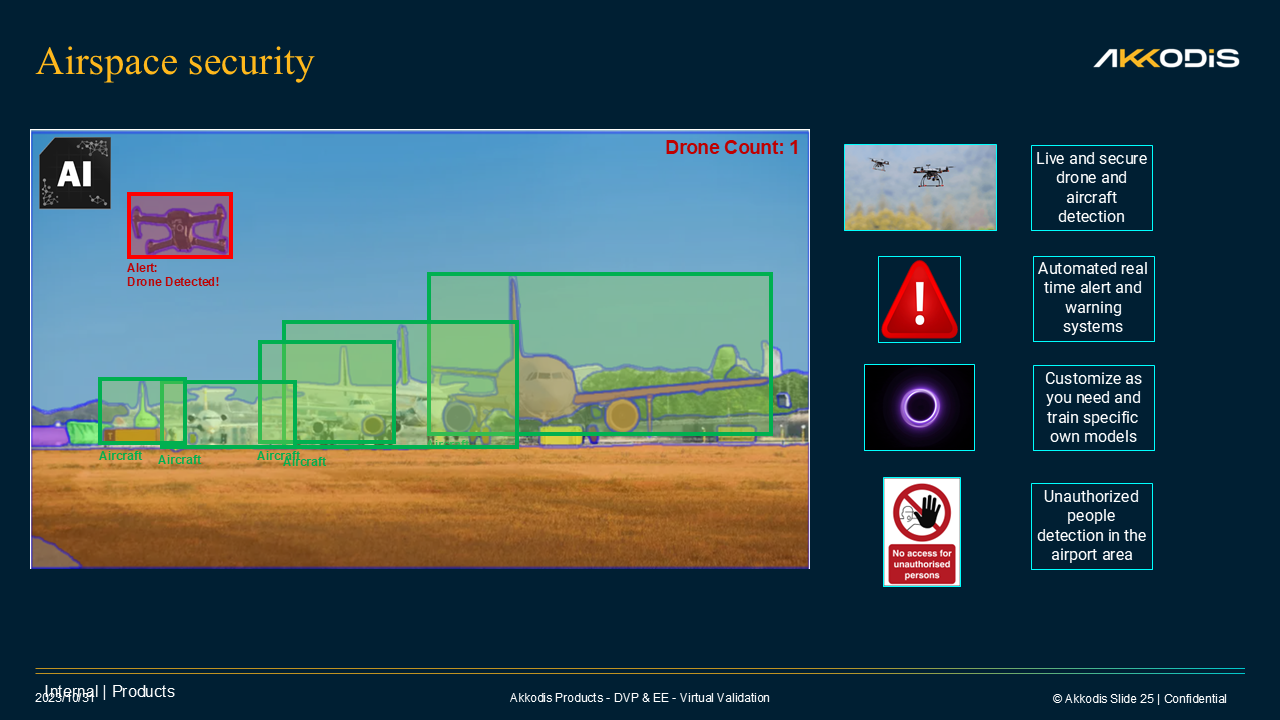 Airspace security
AKKODIS
AI
Drone Count: 1
Alert:
Drone Detected!
Aircraft
Aircraft
Aircraft
Aircraft
Aircraft
Live and secure
drone and
aircraft
detection
Automated real
time alert and
warning
systems
Customize as
you need and
train specific
own models
No access for
unauthorised
persons
Unauthorized
people
detection in the
airport area
Internal | Products
2023/10/31
Akkodis Products - DVP & EE - Virtual Validation
© Akkodis Slide 25 | Confidential